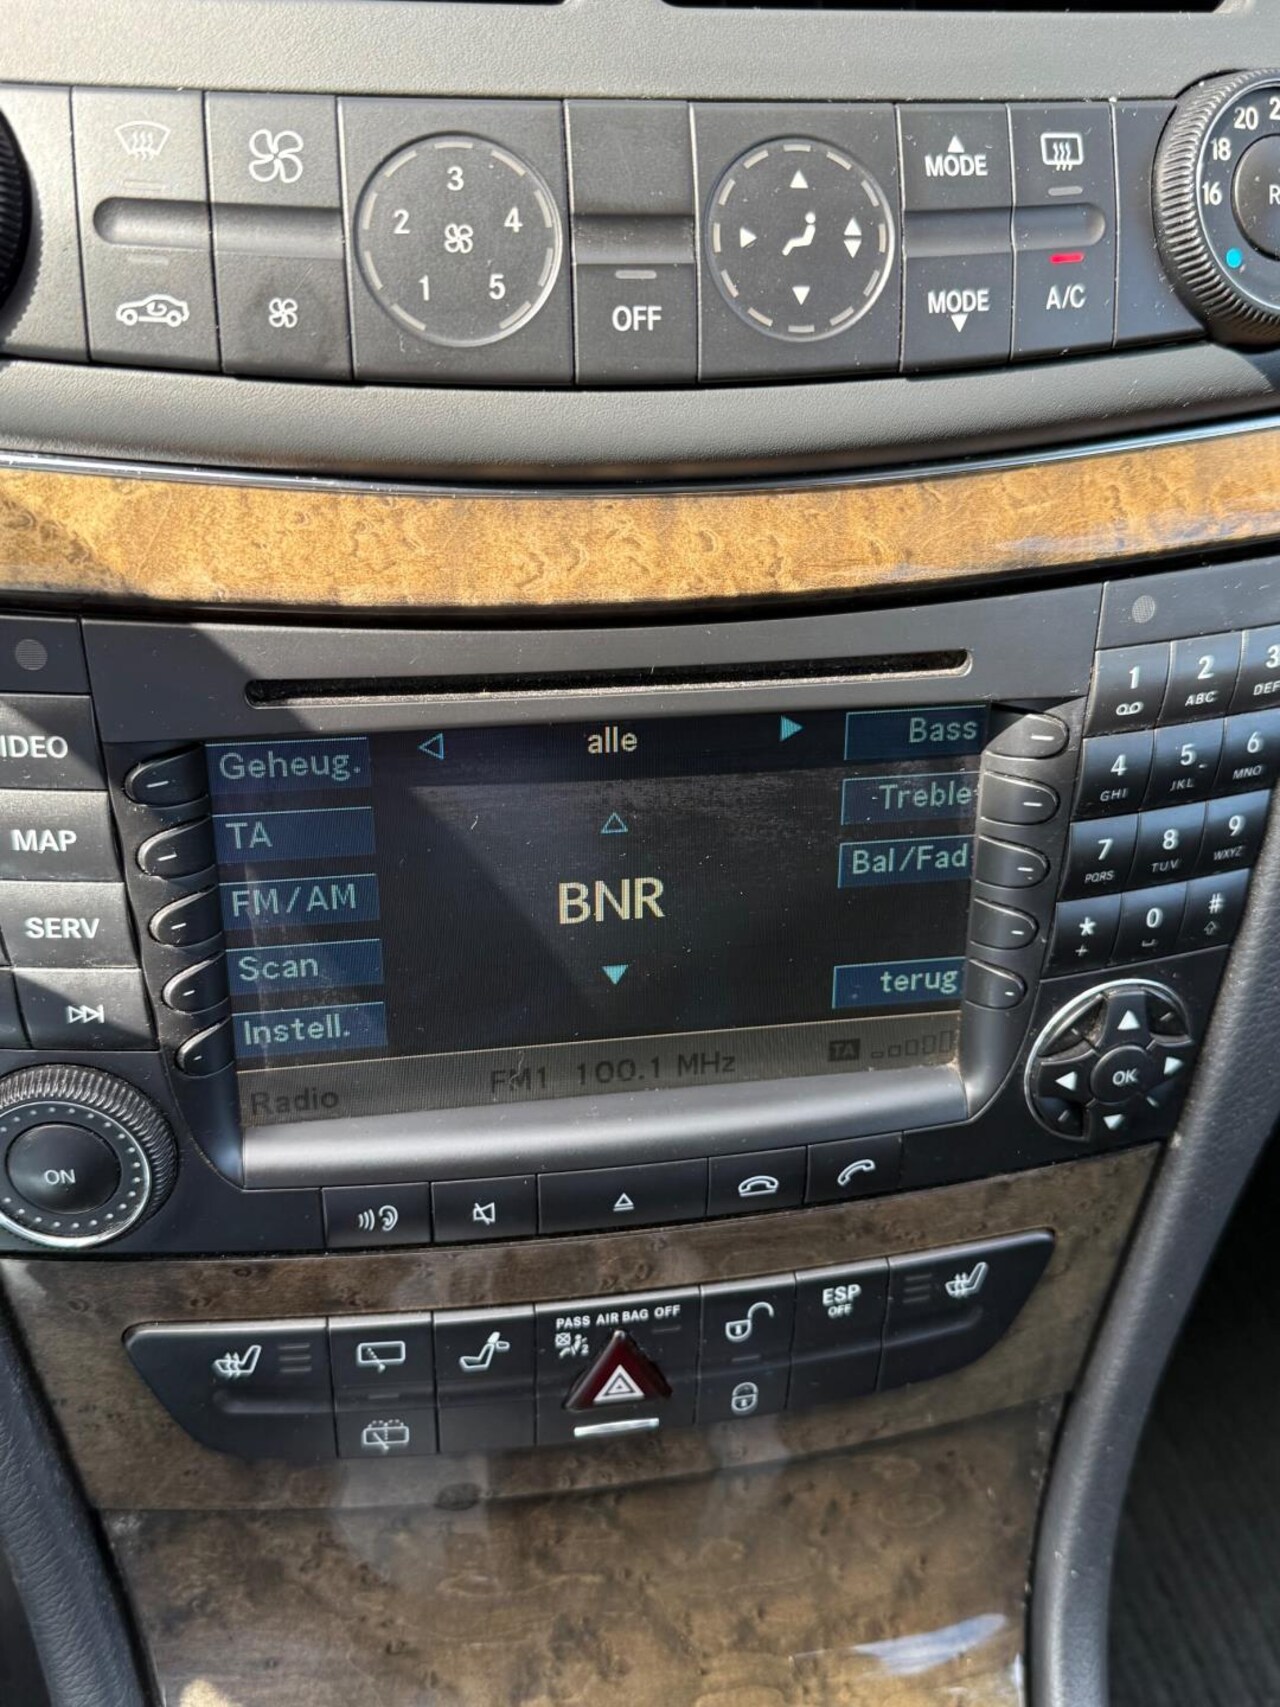 3
2
4
1
5
OFF
MODE
MODE
A/C
20
18
16
IDEO
MAP
SERV
ON
Geheug.
TA
FM/AM
Scan
Instell.
alle
BNR
Bass
Treble
Bal/Fad
terug
Radio
FM1 100.1 MHz
TA
1
2 ABC
3 DEF
4 GHI
5 JKL
6 MNO
7 PQRS
8 TUV
9 WXYZ
* +
0
#
OK
PASS AIR BAG OFF
ESP
OFF